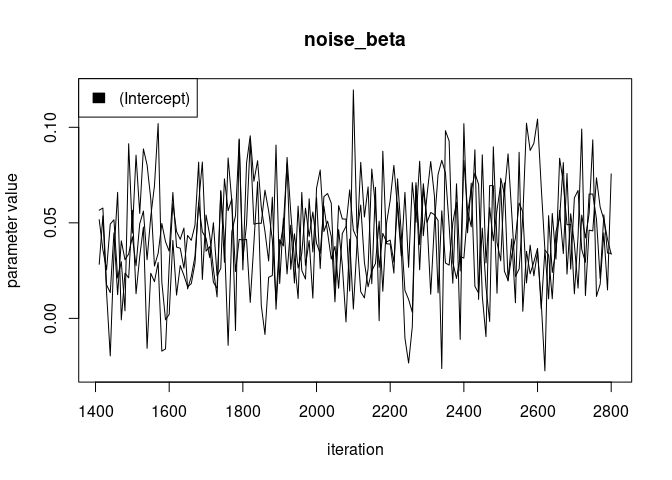 noise_beta
(Intercept)
parameter value
0.10
0.05
0.00
1400 1600 1800 2000 2200 2400 2600 2800
iteration